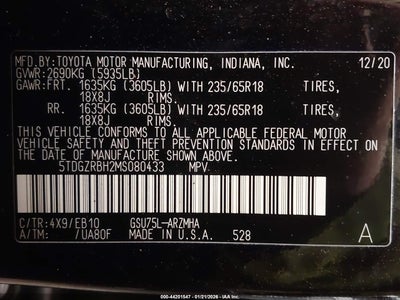 MFD.BY: TOYOTA MOTOR MANUFACTURING, INDIANA, INC. 12/20
GVWR: 2690KG (5935LB)
GAWR: FRT. 1635KG (3605LB) WITH 235/65R18 TIRES,
18X8J RIMS.
RR. 1635KG (3605LB) WITH 235/65R18 TIRES,
18X8J RIMS.
THIS VEHICLE CONFORMS TO ALL APPLICABLE FEDERAL MOTOR
VEHICLE SAFETY AND THEFT PREVENTION STANDARDS IN EFFECT
ON THE DATE OF MANUFACTURE SHOWN ABOVE.
5TDGZRBH2MS080433 MPV
C/TR: 4X9/EB10 GSU75L-ARZMHA A
A/TM: /UA80F MADE IN U.S.A. 528
000-44201547 - 01/21/2026 - IAA Inc.